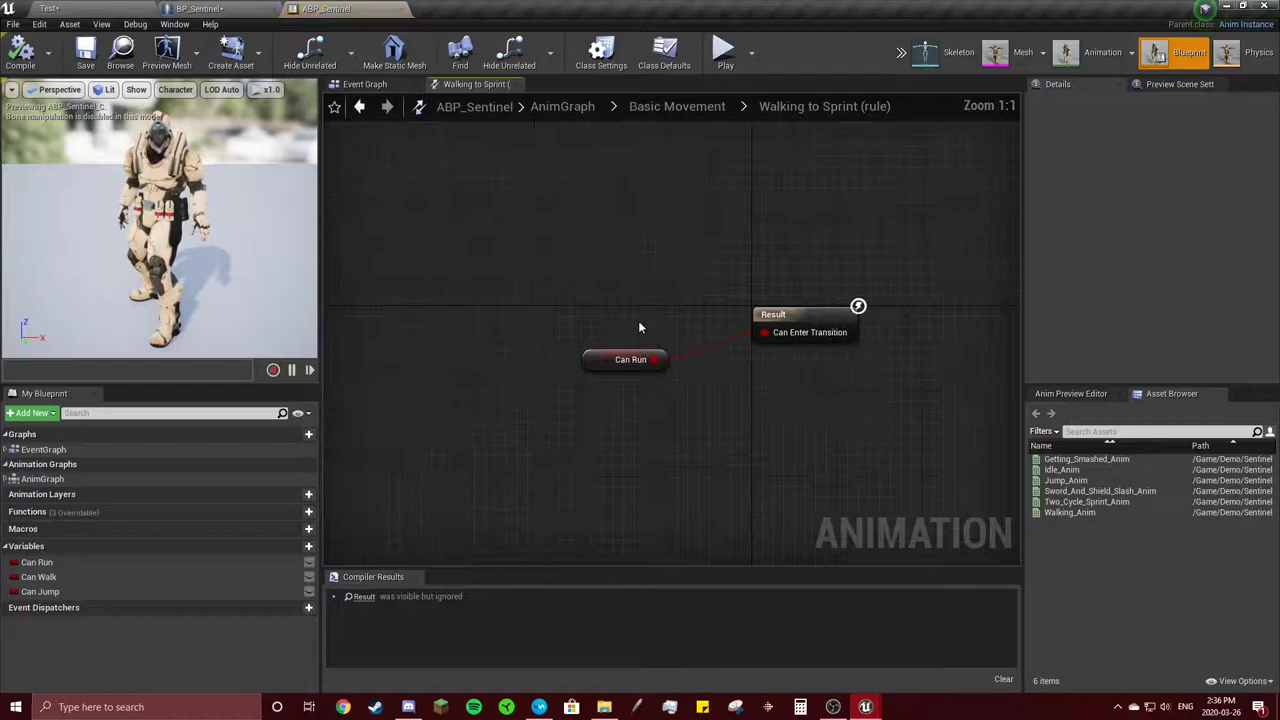 Test*
BP_Sentinel*
ABP_Sentinel
File Edit Asset View Debug Window Help
Parent class: Anim Instance
Compile Save Browse Preview Mesh Create Asset Hide Unrelated Make Static Mesh Find Hide Unrelated Class Settings Class Defaults Play Skeleton Mesh Animation Blueprint Physics
Perspective Lit Show Character LOD Auto x1.0
Previewing ABP_Sentinel_C.
Bone manipulation is disabled in this mode
Event Graph Walking to Sprint (
ABP_Sentinel > AnimGraph > Basic Movement > Walking to Sprint (rule) Zoom 1:1
Details Preview Scene Set
Result
Can Enter Transition
Can Run
ANIMATION
Z
X
My Blueprint
Add New Search
Graphs
EventGraph
Animation Graphs
AnimGraph
Animation Layers
Functions (3 Overridable)
Macros
Variables
Can Run
Can Walk
Can Jump
Event Dispatchers
Compiler Results
Result was visible but ignored
Clear
Anim Preview Editor Asset Browser
Filters Search Assets
Name Path
Getting_Smashed_Anim /Game/Demo/Sentinel
Idle_Anim /Game/Demo/Sentinel
Jump_Anim /Game/Demo/Sentinel
Sword_And_Shield_Slash_Anim /Game/Demo/Sentinel
Two_Cycle_Sprint_Anim /Game/Demo/Sentinel
Walking_Anim /Game/Demo/Sentinel
6 items View Options
Type here to search
2:36 PM
2020-03-26